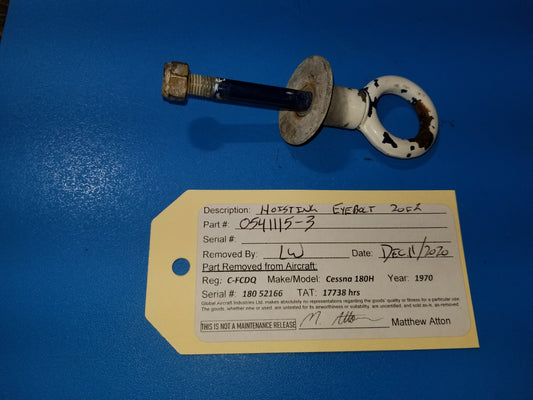 Description: HOISTING EYEBOLT 20F2
Part #: 0541115-3
Serial #:
Removed By: LW Date: DEC 11/2020
Part Removed from Aircraft:
Reg: C-FCDQ Make/Model: Cessna 180H Year: 1970
Serial #: 180 52166 TAT: 17738 hrs
Global Aircraft Industries Ltd. makes absolutely no representations regarding the goods' quality or fitness for a particular use.
The goods, whether new or used, are untested for its airworthiness or suitability, are uncertified, and sold as-is, as-removed
THIS IS NOT A MAINTENANCE RELEASE M Atton Matthew Atton